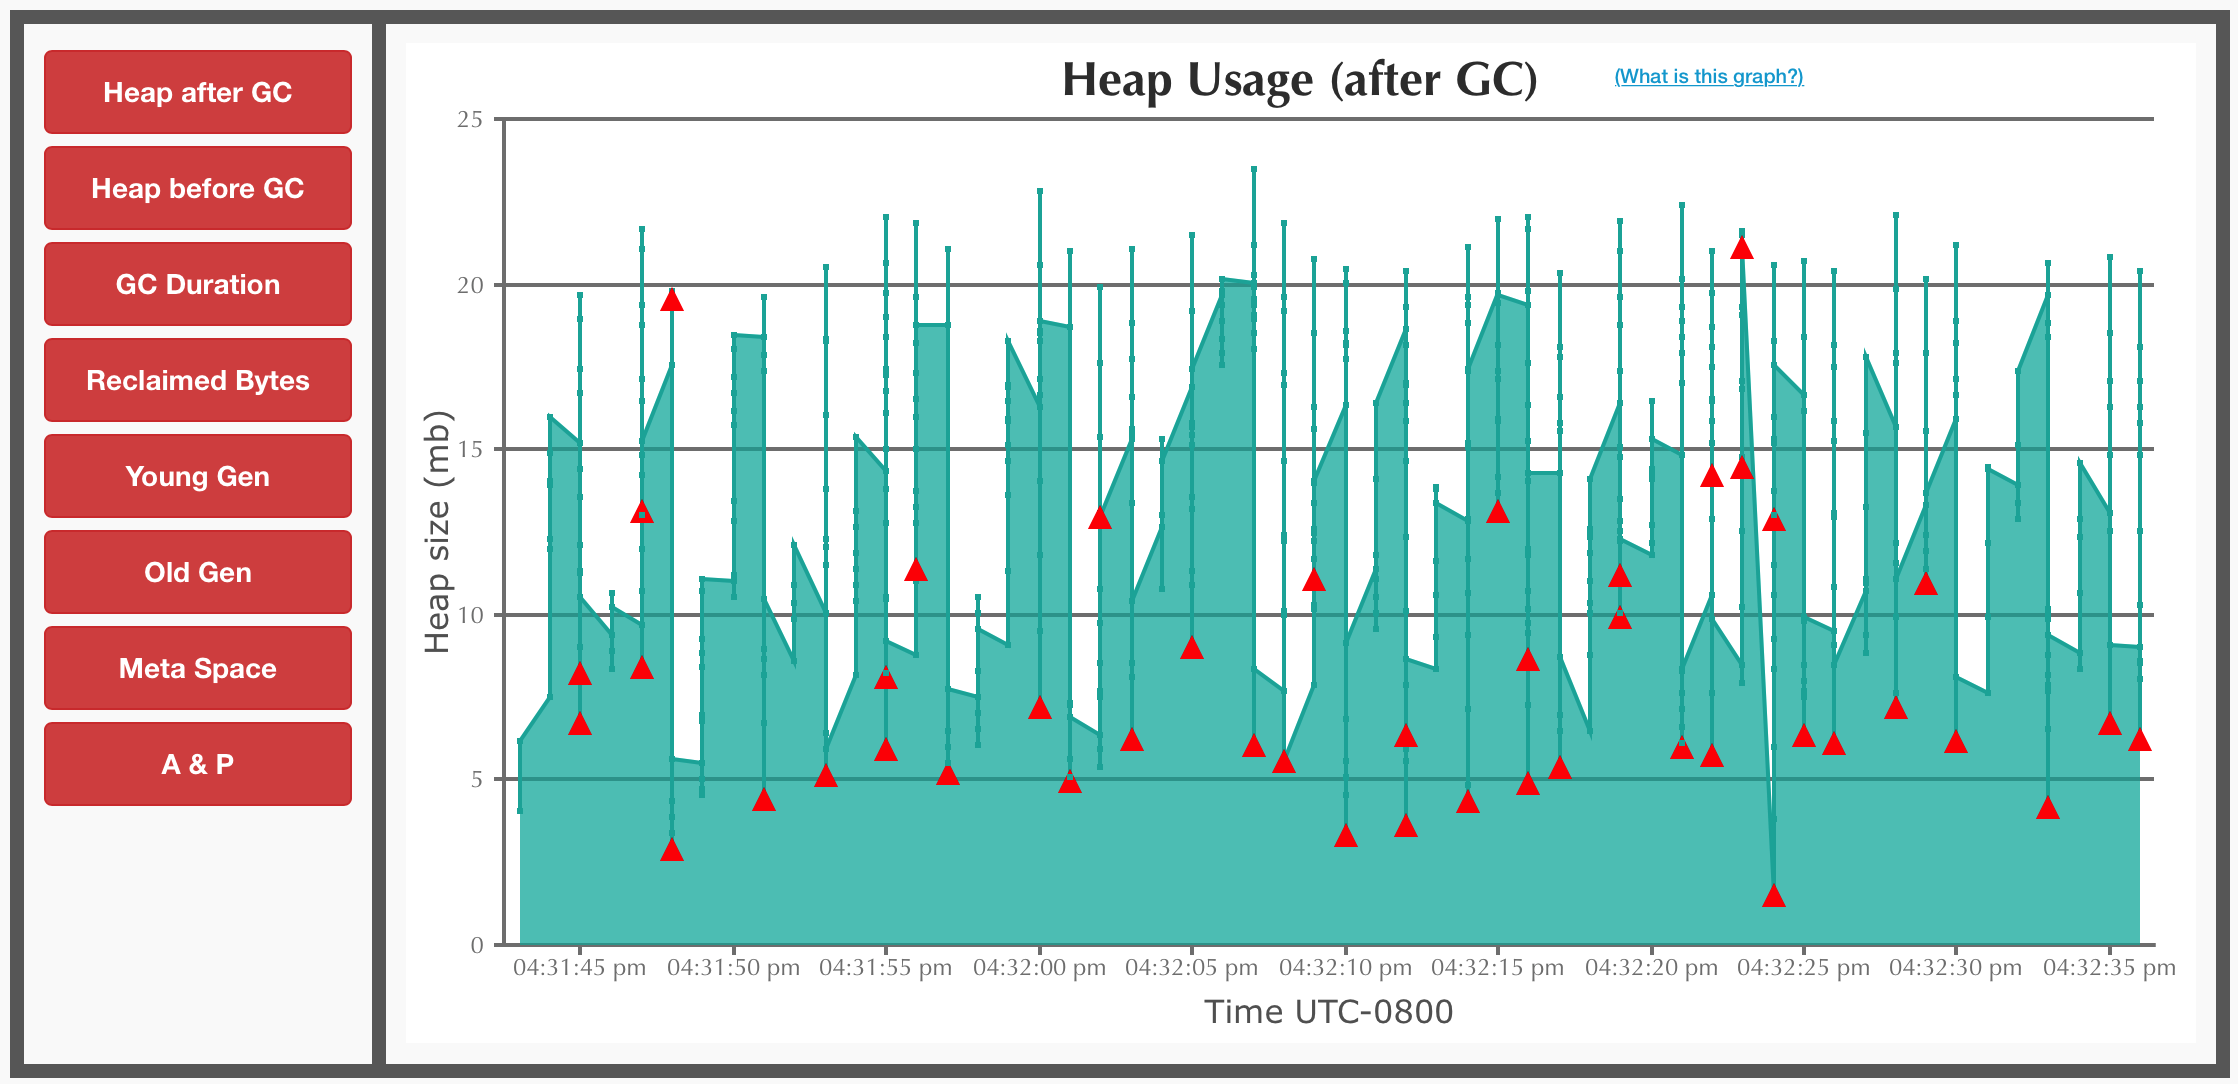 Heap after GC
Heap before GC
GC Duration
Reclaimed Bytes
Young Gen
Old Gen
Meta Space
A & P
Heap Usage (after GC)
(What is this graph?)
Heap size (mb)
25
20
15
10
5
0
04:31:45 pm 04:31:50 pm 04:31:55 pm 04:32:00 pm 04:32:05 pm 04:32:10 pm 04:32:15 pm 04:32:20 pm 04:32:25 pm 04:32:30 pm 04:32:35 pm
Time UTC-0800